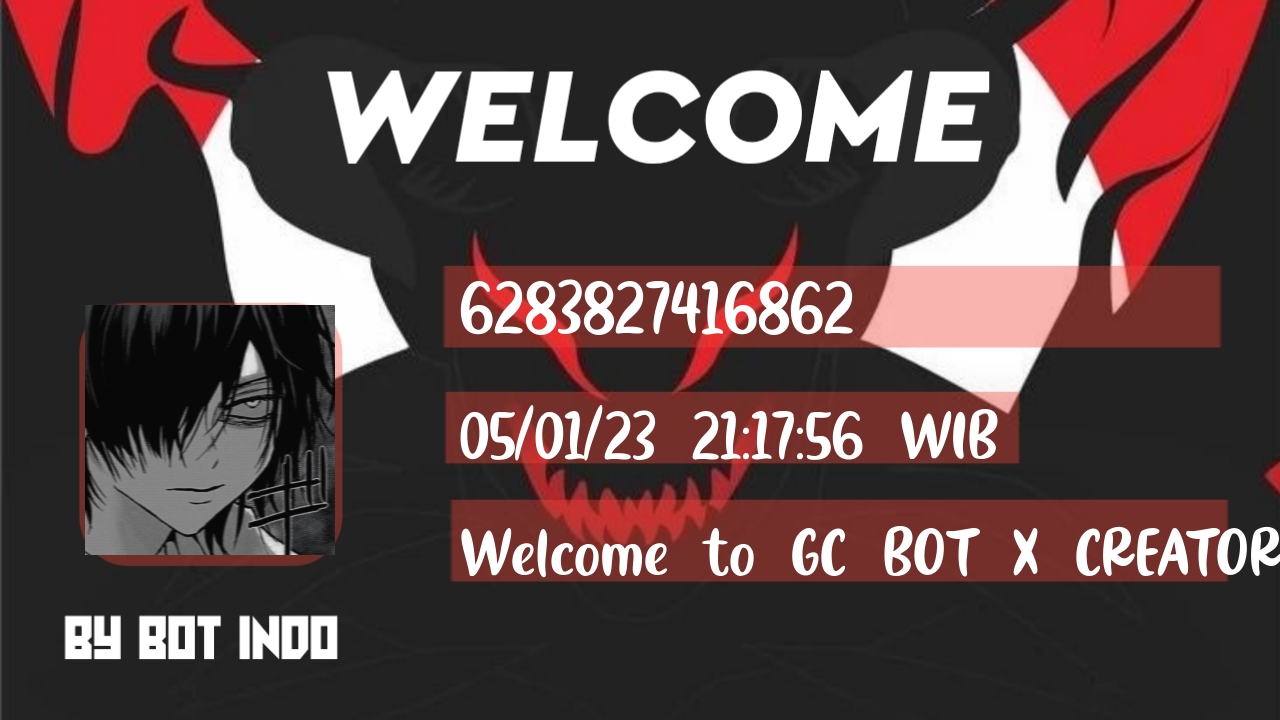 WELCOME
6283827416862
05/01/23 21:17:56 WIB
Welcome to GC BOT X CREATOR
BY BOT INDO